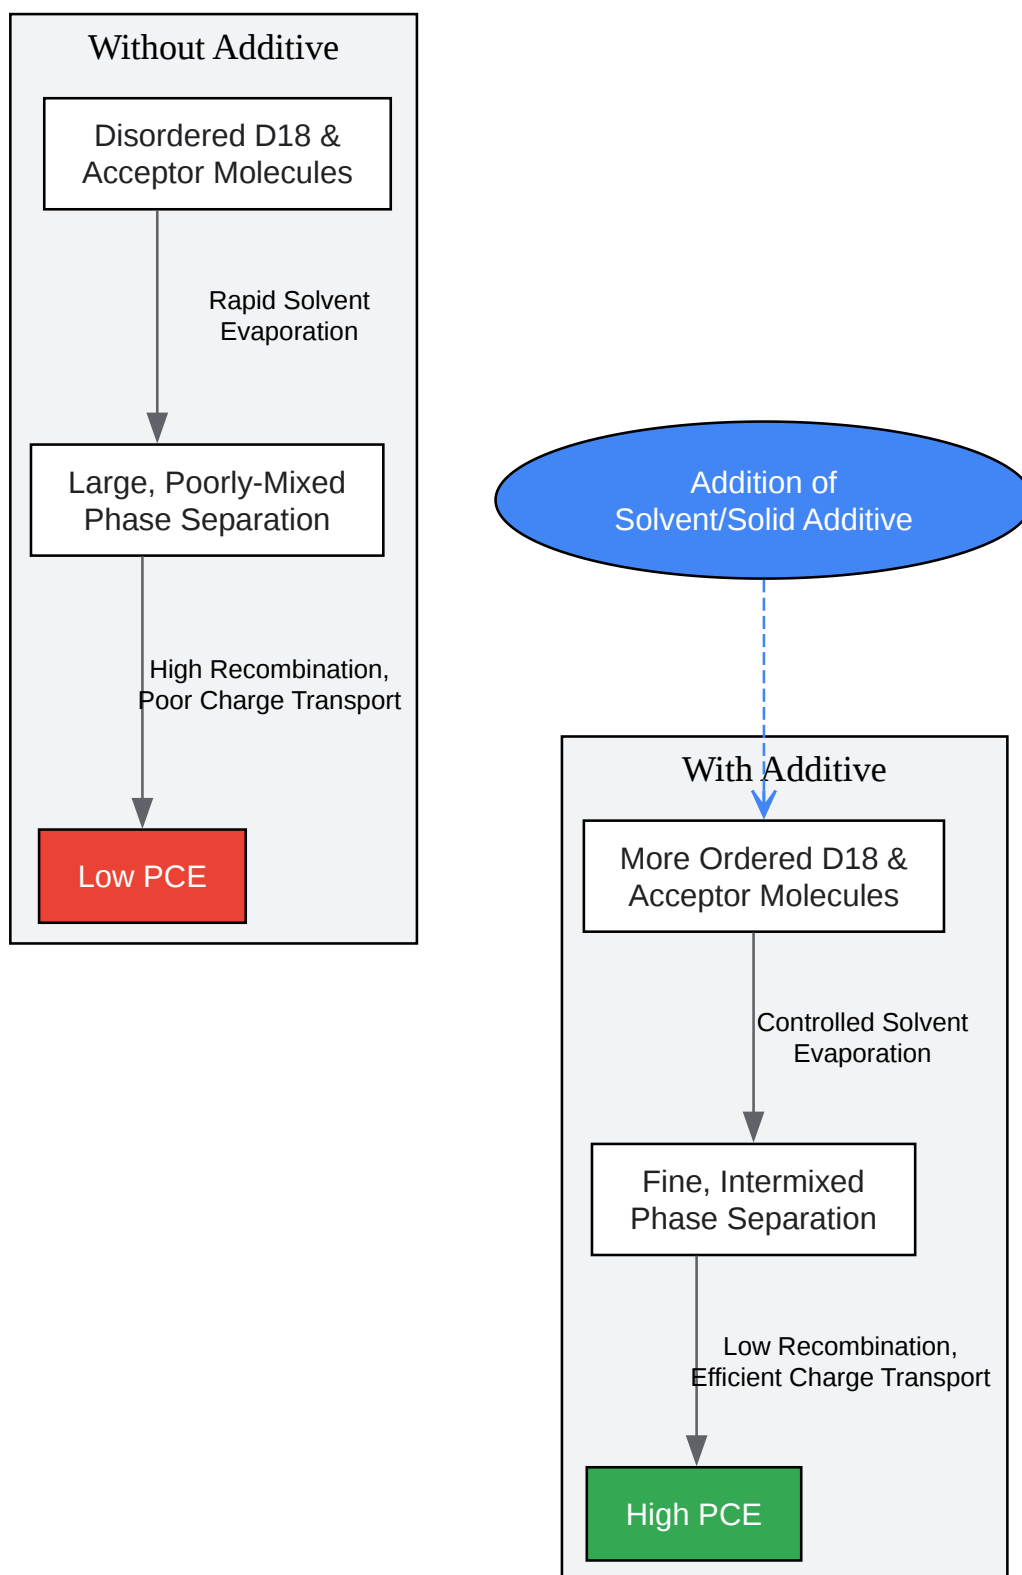 Without Additive
Disordered D18 &
Acceptor Molecules
Rapid Solvent
Evaporation
Large, Poorly-Mixed
Phase Separation
High Recombination,
Poor Charge Transport
Low PCE
Addition of
Solvent/Solid Additive
With Additive
More Ordered D18 &
Acceptor Molecules
Controlled Solvent
Evaporation
Fine, Intermixed
Phase Separation
Low Recombination,
Efficient Charge Transport
High PCE